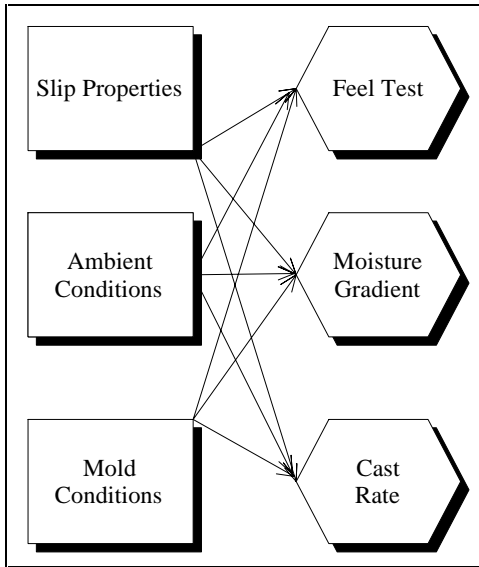 Slip Properties
Feel Test
Ambient
Conditions
Moisture
Gradient
Mold
Conditions
Cast
Rate